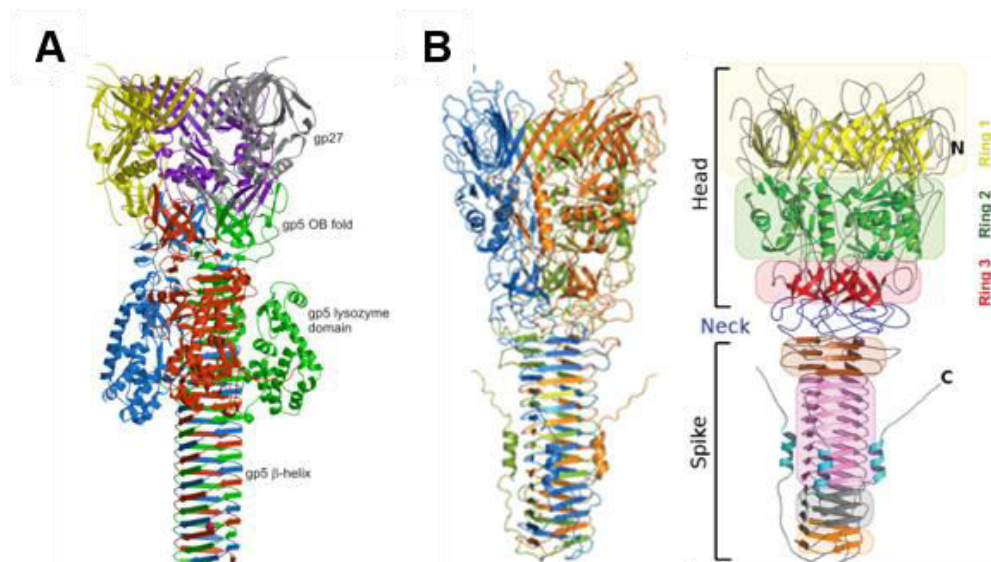 A
B
gp27
gp5 OB fold
gp5 lysozyme
domain
gp5 β-helix
Head
Neck
Spike
N
C
Ring 1
Ring 2
Ring 3